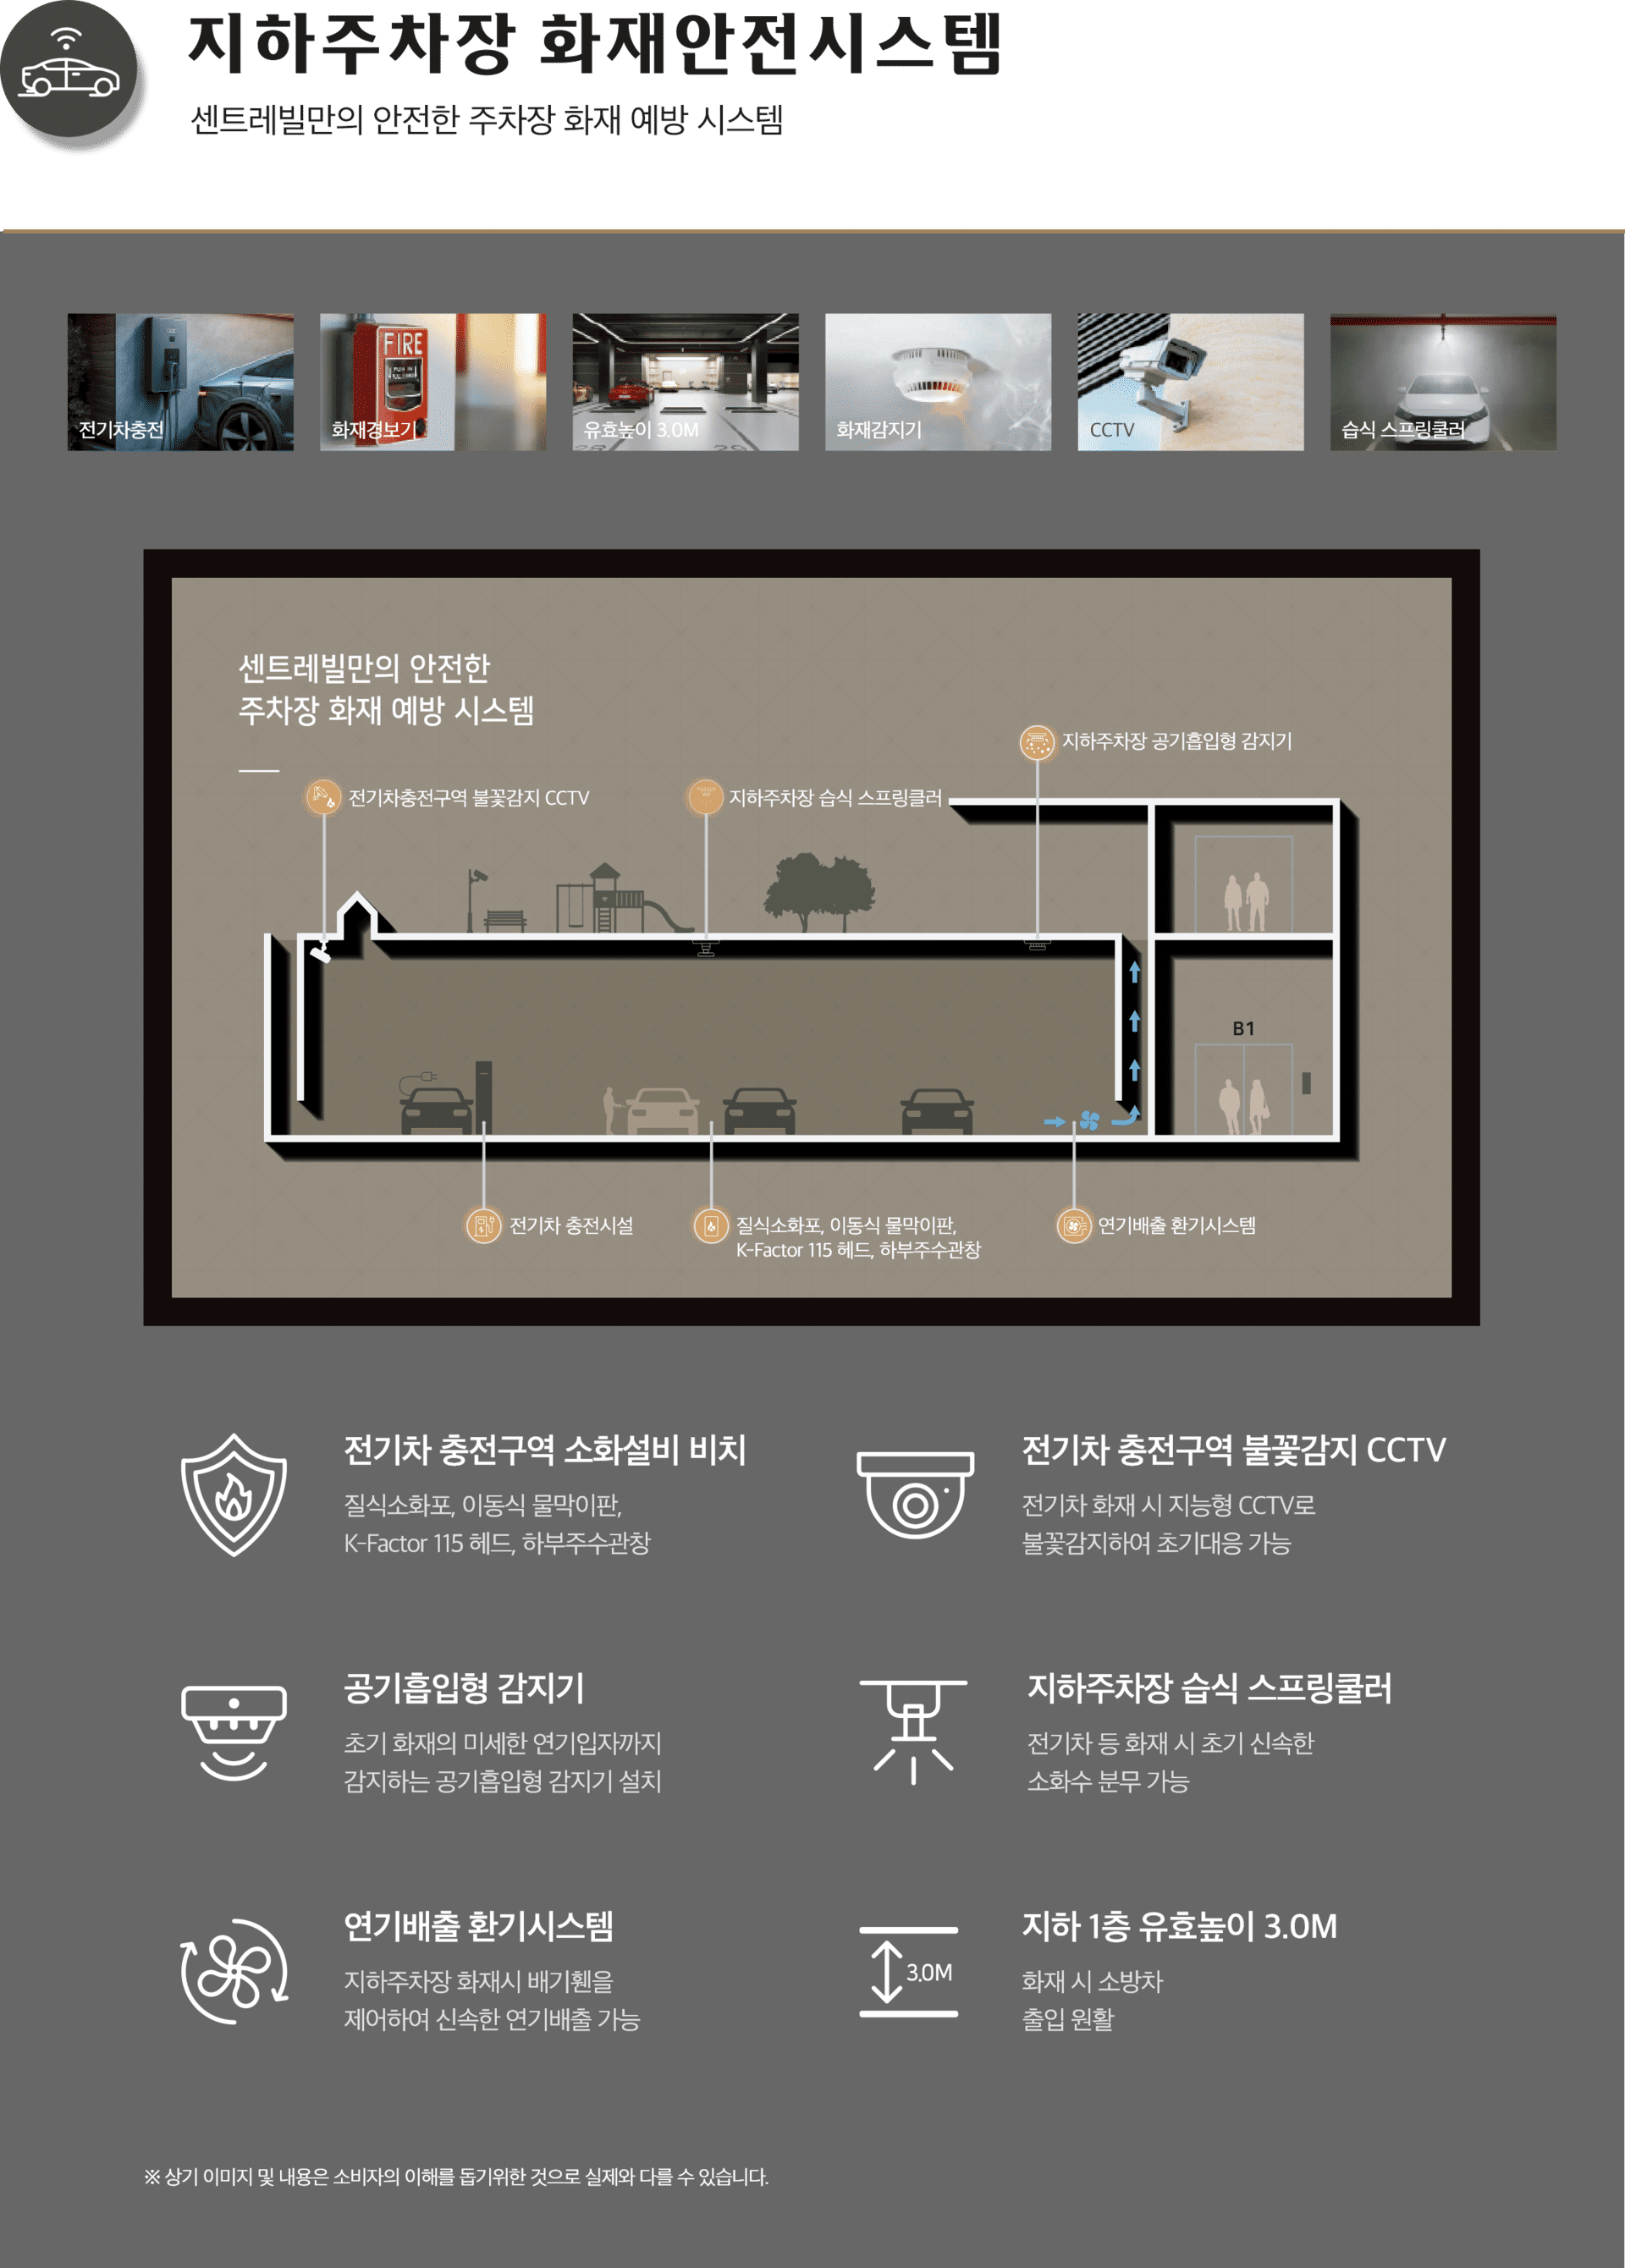 지하주차장 화재안전시스템
센트레빌만의 안전한 주차장 화재 예방 시스템
FIRE
전기차충전
화재경보기
유효높이 3.0M
화재감지기
CCTV
습식 스프링쿨러
센트레빌만의 안전한
주차장 화재 예방 시스템
지하주차장 공기흡입형 감지기
전기차충전구역 불꽃감지 CCTV
지하주차장 습식 스프링클러
B1
전기차 충전시설
질식소화포, 이동식 물막이판,
K-Factor 115 헤드, 하부주수관창
연기배출 환기시스템
전기차 충전구역 소화설비 비치
질식소화포, 이동식 물막이판,
K-Factor 115 헤드, 하부주수관창
전기차 충전구역 불꽃감지 CCTV
전기차 화재 시 지능형 CCTV로
불꽃감지하여 초기대응 가능
공기흡입형 감지기
초기 화재의 미세한 연기입자까지
감지하는 공기흡입형 감지기 설치
지하주차장 습식 스프링쿨러
전기차 등 화재 시 초기 신속한
소화수 분무 가능
연기배출 환기시스템
지하주차장 화재시 배기휀을
제어하여 신속한 연기배출 가능
3.0M
지하 1층 유효높이 3.0M
화재 시 소방차
출입 원활
※ 상기 이미지 및 내용은 소비자의 이해를 돕기위한 것으로 실제와 다를 수 있습니다.